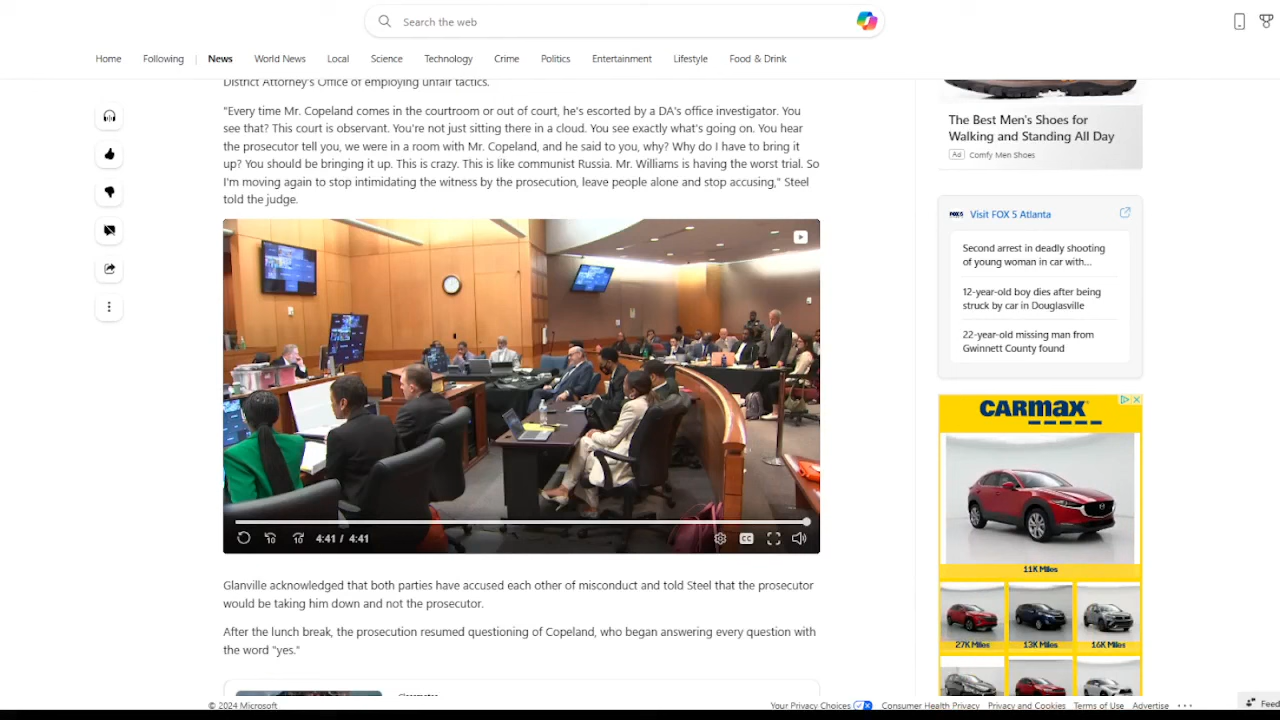 Search the web
Home
Following
News
World News
Local
Science
Technology
Crime
Politics
Entertainment
Lifestyle
Food & Drink
District Attorney's Office of employing unfair tactics.
"Every time Mr. Copeland comes in the courtroom or out of court, he's escorted by a DA's office investigator. You
see that? This court is observant. You're not just sitting there in a cloud. You see exactly what's going on. You hear
the prosecutor tell you, we were in a room with Mr. Copeland, and he said to you, why? Why do I have to bring it
up? You should be bringing it up. This is crazy. This is like communist Russia. Mr. Williams is having the worst trial. So
I'm moving again to stop intimidating the witness by the prosecution, leave people alone and stop accusing," Steel
told the judge.
10
10
4:41 / 4:41
CC
Glanville acknowledged that both parties have accused each other of misconduct and told Steel that the prosecutor
would be taking him down and not the prosecutor.
After the lunch break, the prosecution resumed questioning of Copeland, who began answering every question with
the word "yes."
The Best Men's Shoes for
Walking and Standing All Day
Ad Comfy Men Shoes
FOX 5 Visit FOX 5 Atlanta
Second arrest in deadly shooting
of young woman in car with...
12-year-old boy dies after being
struck by car in Douglasville
22-year-old missing man from
Gwinnett County found
CARMAX
11K Miles
27K Miles
13K Miles
16K Miles
© 2024 Microsoft
Your Privacy Choices
Consumer Health Privacy
Privacy and Cookies
Terms of Use
Advertise
Feed